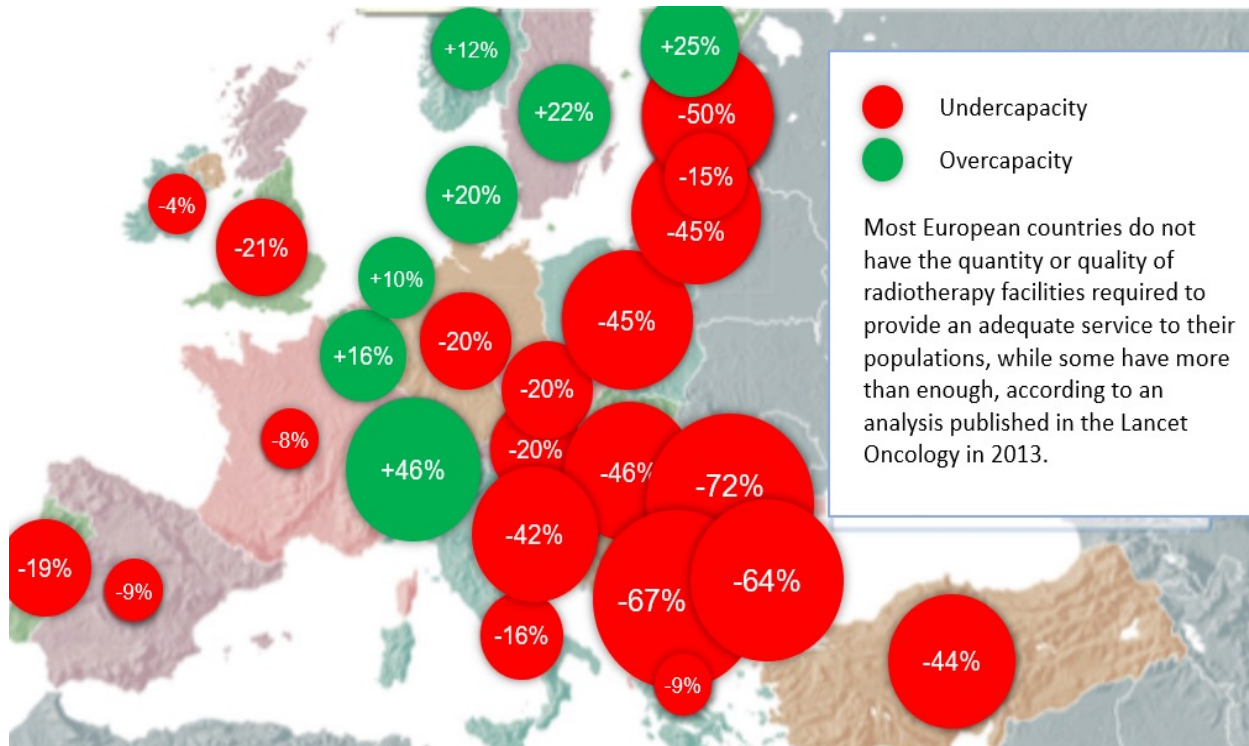 +12%
+25%
+22%
-50%
-15%
-4%
+20%
-45%
-21%
+10%
-45%
-20%
+16%
-20%
-8%
-20%
+46%
-46%
-72%
-42%
-19%
-9%
-67%
-64%
-16%
-9%
-44%
Undercapacity
Overcapacity
Most European countries do not
have the quantity or quality of
radiotherapy facilities required to
provide an adequate service to their
populations, while some have more
than enough, according to an
analysis published in the Lancet
Oncology in 2013.